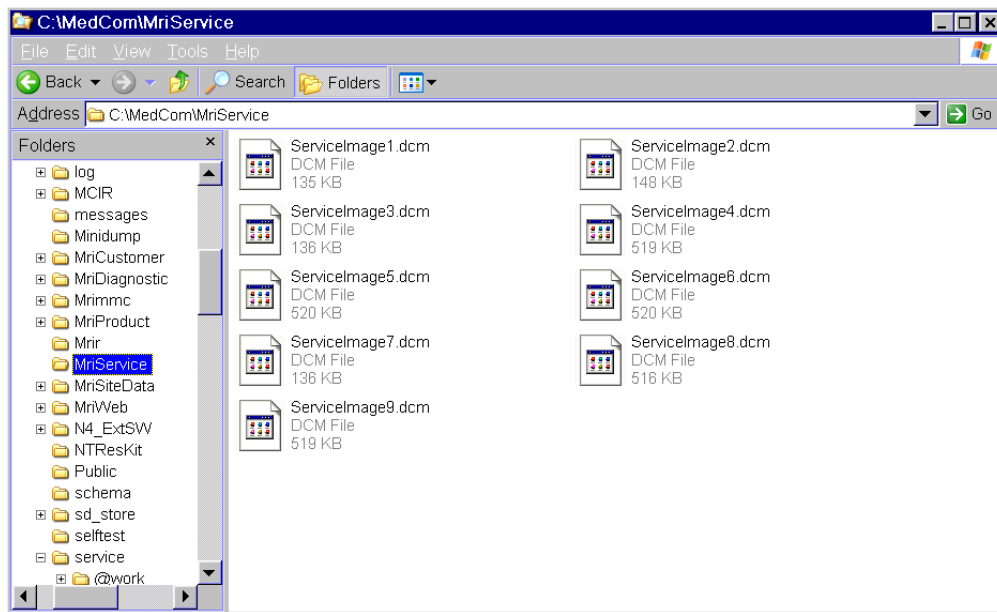 C:\MedCom\MriService
File Edit View Tools Help
Back Search Folders
Address C:\MedCom\MriService Go
Folders
log
MCIR
messages
Minidump
MriCustomer
MriDiagnostic
Mrimmc
MriProduct
Mrir
MriService
MriSiteData
MriWeb
N4_ExtSW
NTResKit
Public
schema
sd_store
selftest
service
@work
ServiceImage1.dcm
DCM File
135 KB
ServiceImage2.dcm
DCM File
148 KB
ServiceImage3.dcm
DCM File
136 KB
ServiceImage4.dcm
DCM File
519 KB
ServiceImage5.dcm
DCM File
520 KB
ServiceImage6.dcm
DCM File
520 KB
ServiceImage7.dcm
DCM File
136 KB
ServiceImage8.dcm
DCM File
516 KB
ServiceImage9.dcm
DCM File
519 KB